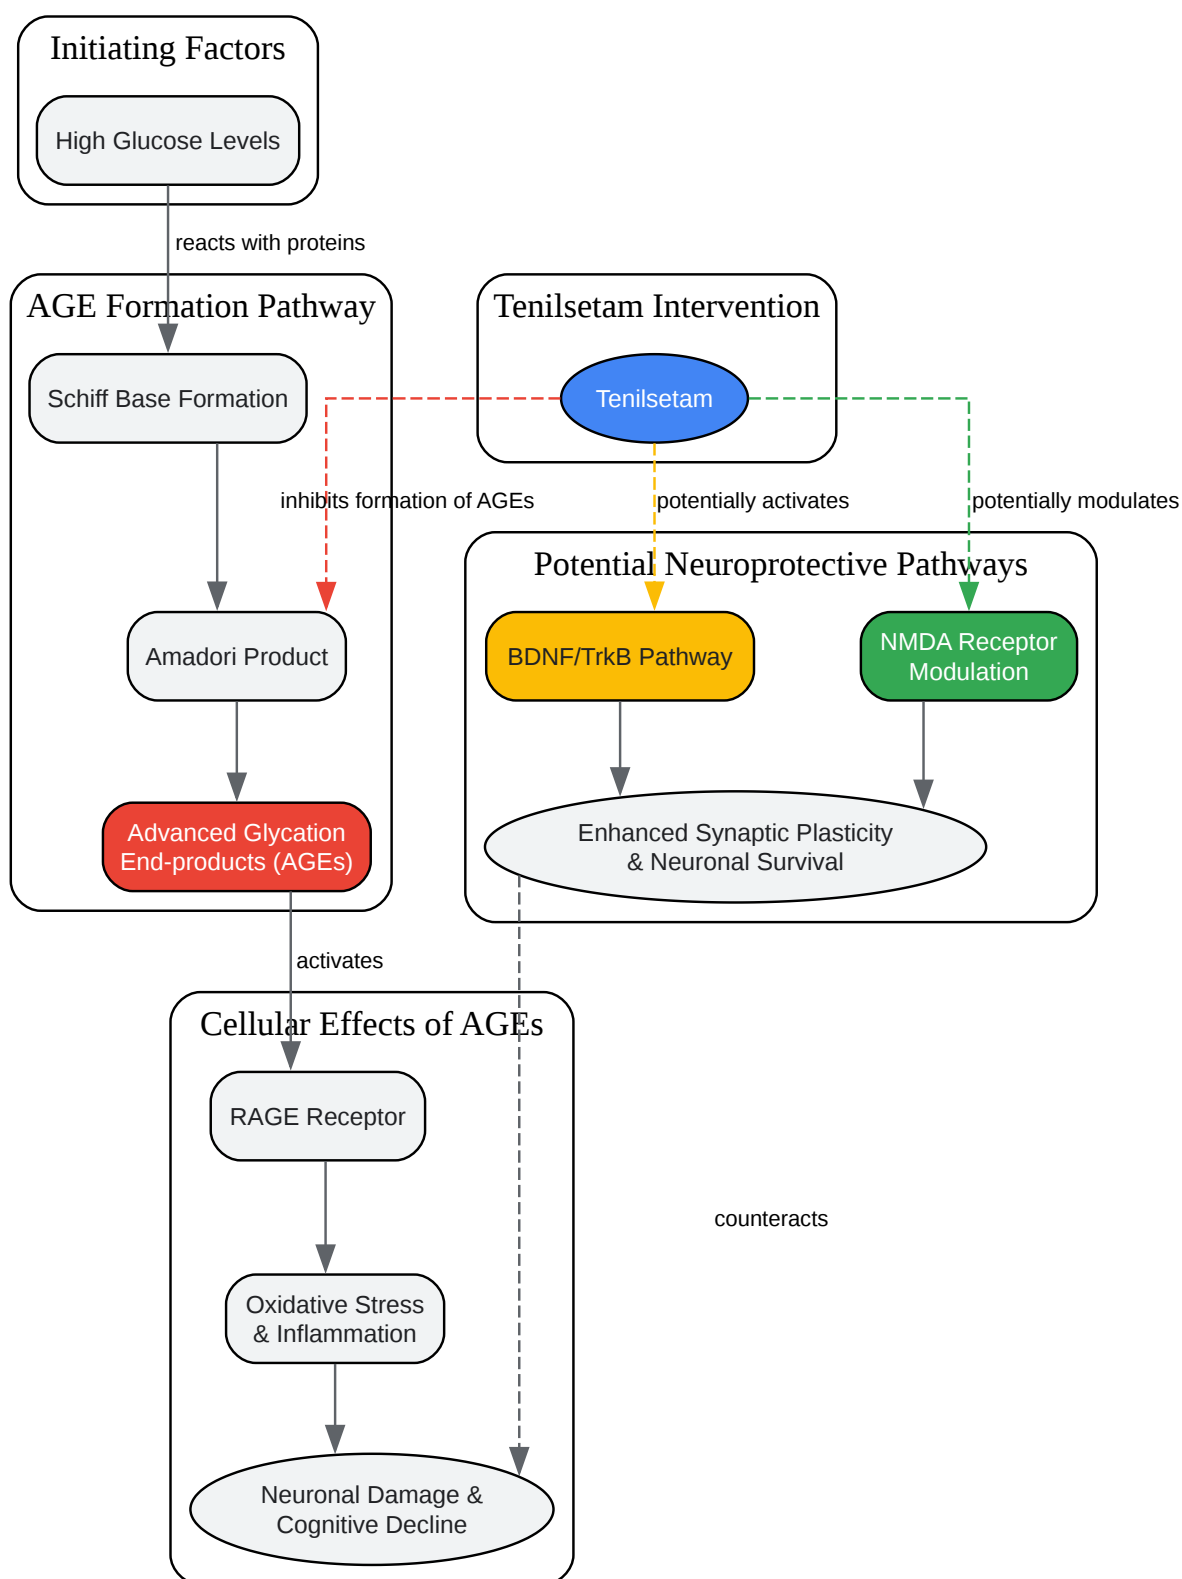 Initiating Factors
High Glucose Levels
reacts with proteins
AGE Formation Pathway
Tenilsetam Intervention
Schiff Base Formation
Tenilsetam
inhibits formation of AGEs
potentially activates
potentially modulates
Potential Neuroprotective Pathways
Amadori Product
BDNF/TrkB Pathway
NMDA Receptor
Modulation
Advanced Glycation
End-products (AGEs)
Enhanced Synaptic Plasticity
& Neuronal Survival
activates
Cellular Effects of AGEs
RAGE Receptor
counteracts
Oxidative Stress
& Inflammation
Neuronal Damage &
Cognitive Decline